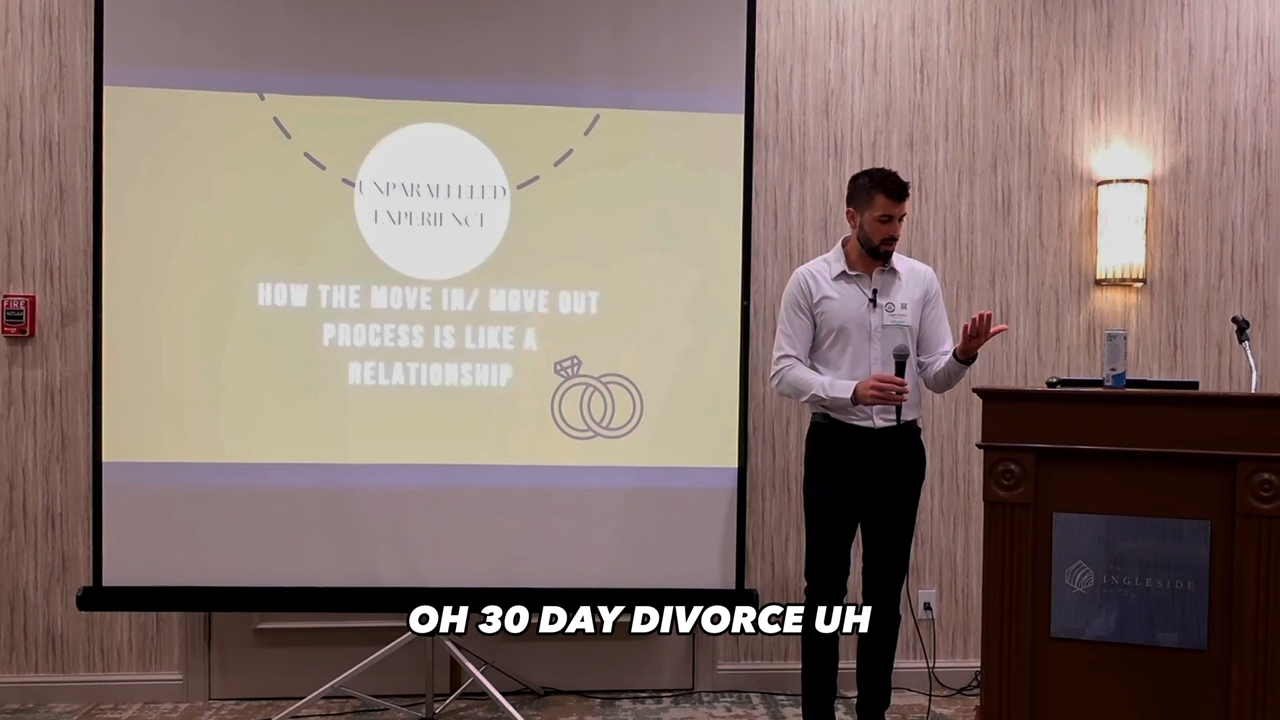 UNPARALLELED
EXPERIENCE
HOW THE MOVE IN/ MOVE OUT
PROCESS IS LIKE A
RELATIONSHIP
FIRE
INGLESIDE
HOTEL
OH 30 DAY DIVORCE UH